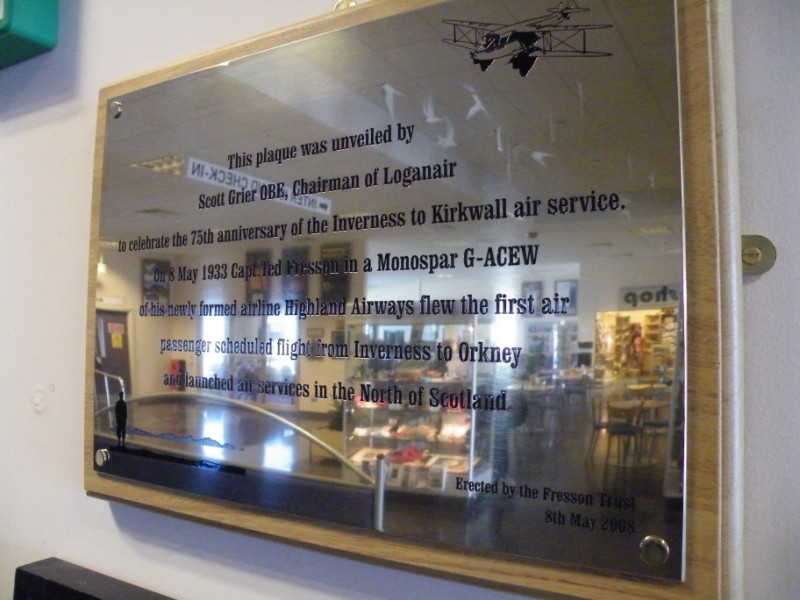 This plaque was unveiled by
Scott Grier OBE, Chairman of Loganair
to celebrate the 75th anniversary of the Inverness to Kirkwall air service.
on 8 May 1933 Capt.Ted Fresson in a Monospar G-ACEW
of his newly formed airline Highland Airways flew the first air
passenger scheduled flight from Inverness to Orkney
and launched air services in the North of Scotland
Erected by the Fresson Trust
8th May 2008
CHECK-IN
shop